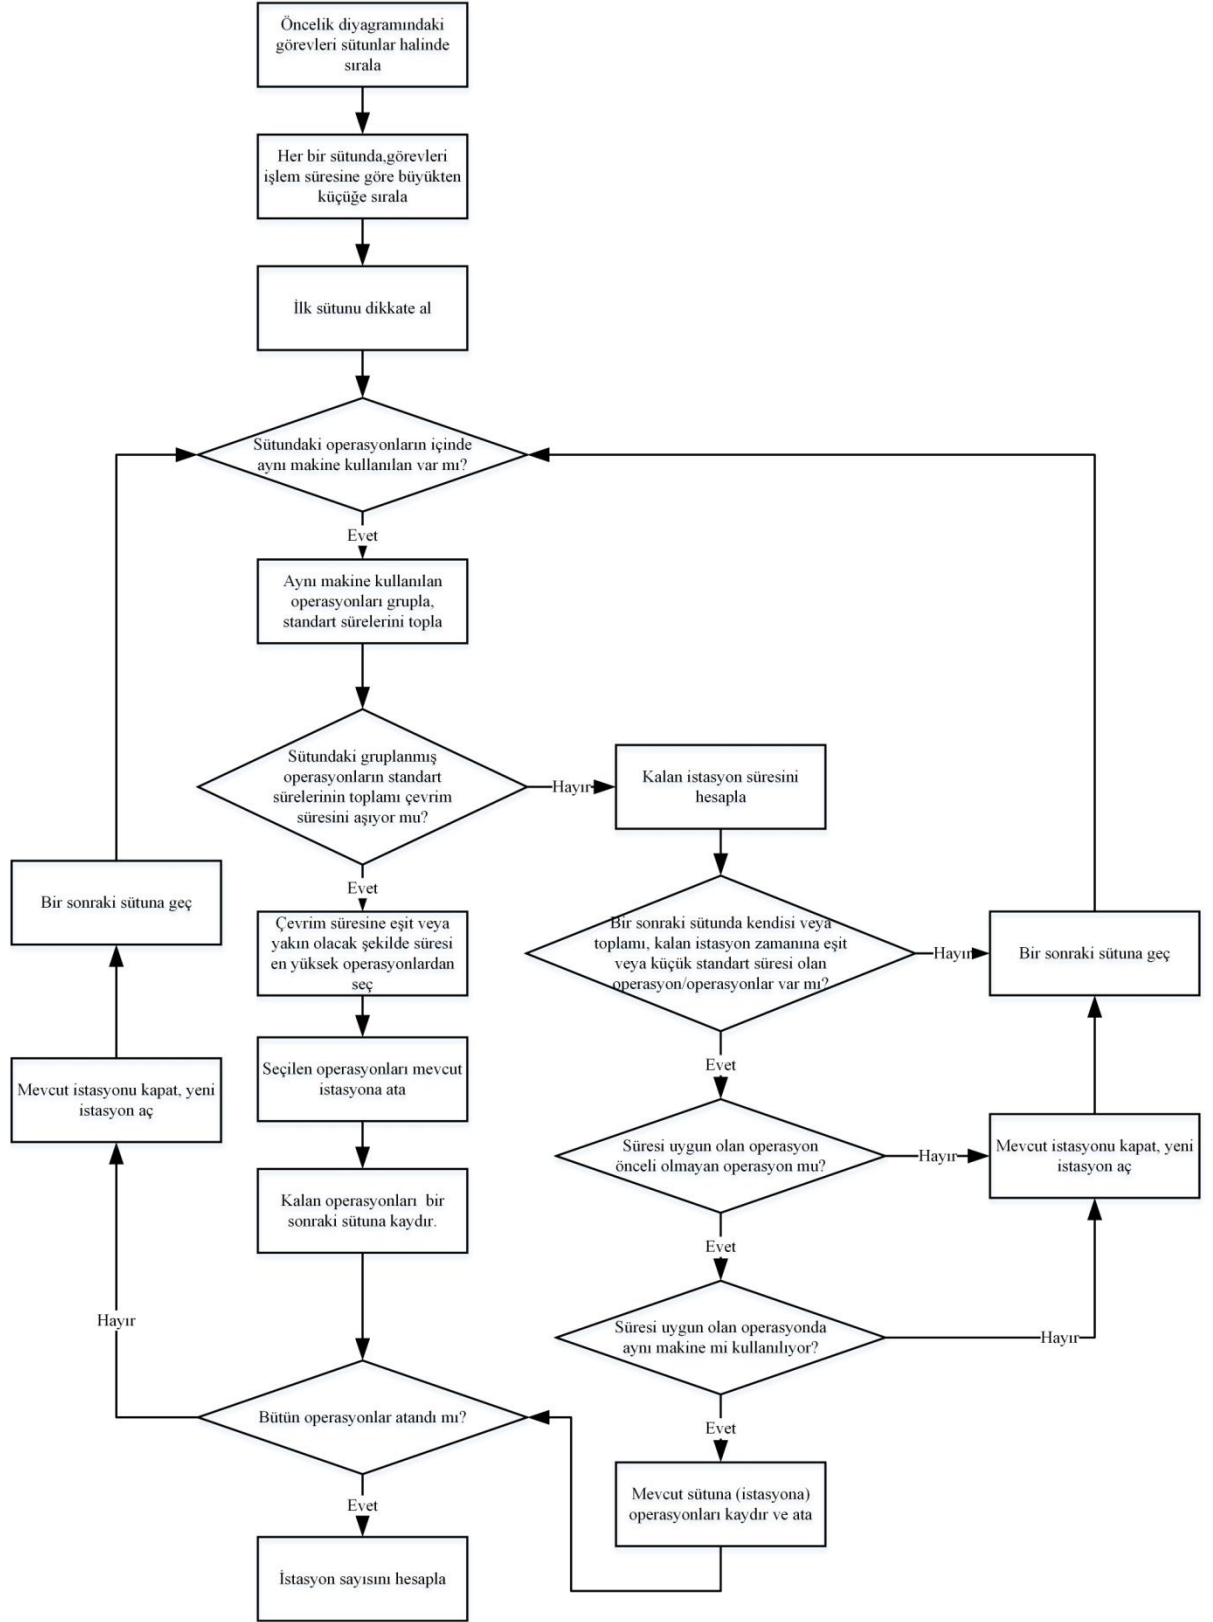 Öncelik diyagramındaki
görevleri sütunlar halinde
sırala
Her bir sütunda,görevleri
işlem süresine göre büyükten
küçüğe sırala
İlk sütunu dikkate al
Sütundaki operasyonların içinde
aynı makine kullanılan var mı?
Evet
Aynı makine kullanılan
operasyonları grupla,
standart sürelerini topla
Sütundaki gruplanmış
operasyonların standart
sürelerinin toplamı çevrim
süresini aşıyor mu?
Hayır
Kalan istasyon süresini
hesapla
Evet
Çevrim süresine eşit veya
yakın olacak şekilde süresi
en yüksek operasyonlardan
seç
Bir sonraki sütuna geç
Bir sonraki sütunda kendisi veya
toplamı, kalan istasyon zamanına eşit
veya küçük standart süresi olan
operasyon/operasyonlar var mı?
Hayır
Bir sonraki sütuna geç
Evet
Seçilen operasyonları mevcut
istasyona ata
Mevcut istasyonu kapat, yeni
istasyon aç
Süresi uygun olan operasyon
önceli olmayan operasyon mu?
Hayır
Mevcut istasyonu kapat, yeni
istasyon aç
Kalan operasyonları  bir
sonraki sütuna kaydır.
Evet
Süresi uygun olan operasyonda
aynı makine mi kullanılıyor?
Hayır
Hayır
Bütün operasyonlar atandı mı?
Evet
Mevcut sütuna (istasyona)
operasyonları kaydır ve ata
Evet
İstasyon sayısını hesapla